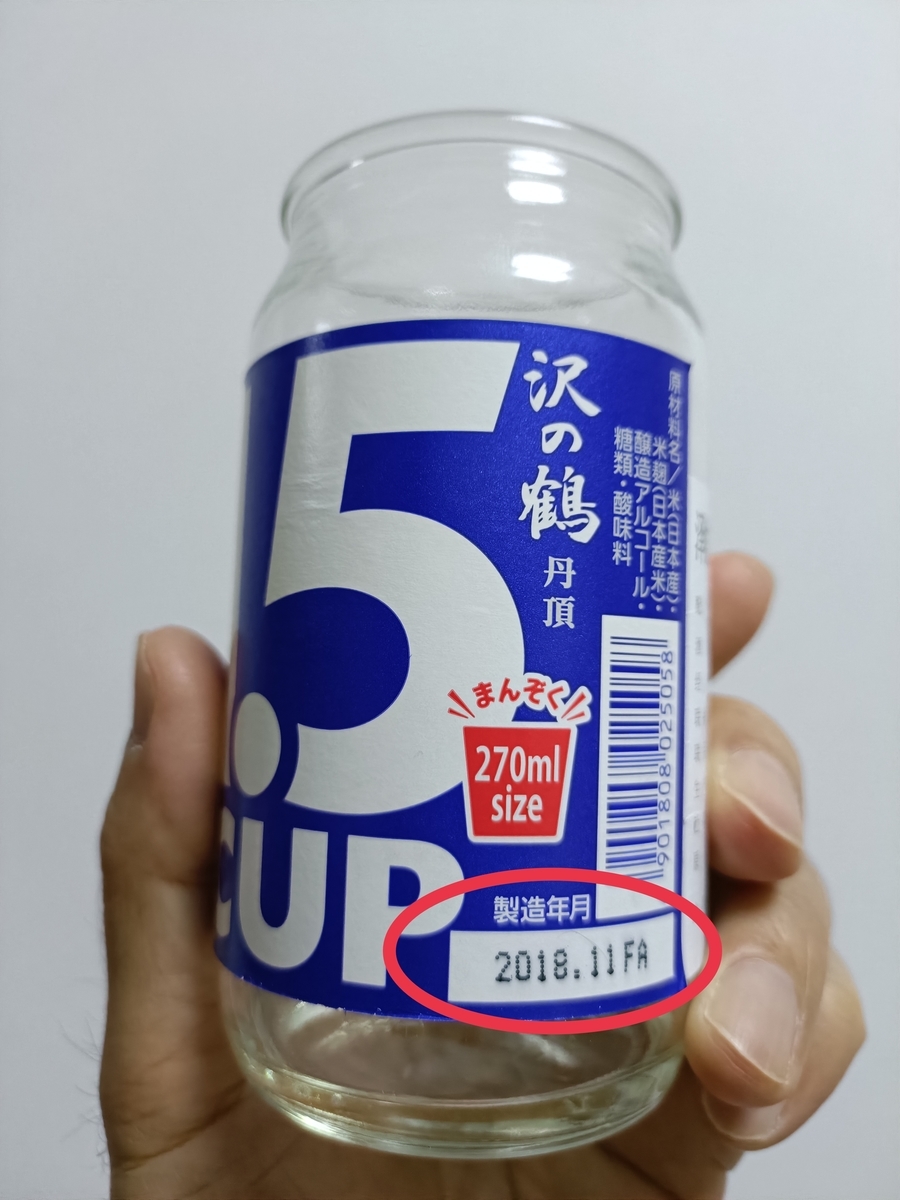 .5
CUP
沢の鶴
丹頂
まんぞく
270ml
size
原材料名/米(日本産)・
米麹(日本産米)・
醸造アルコール・
糖類・酸味料
901808 025058
製造年月
2018.11FA